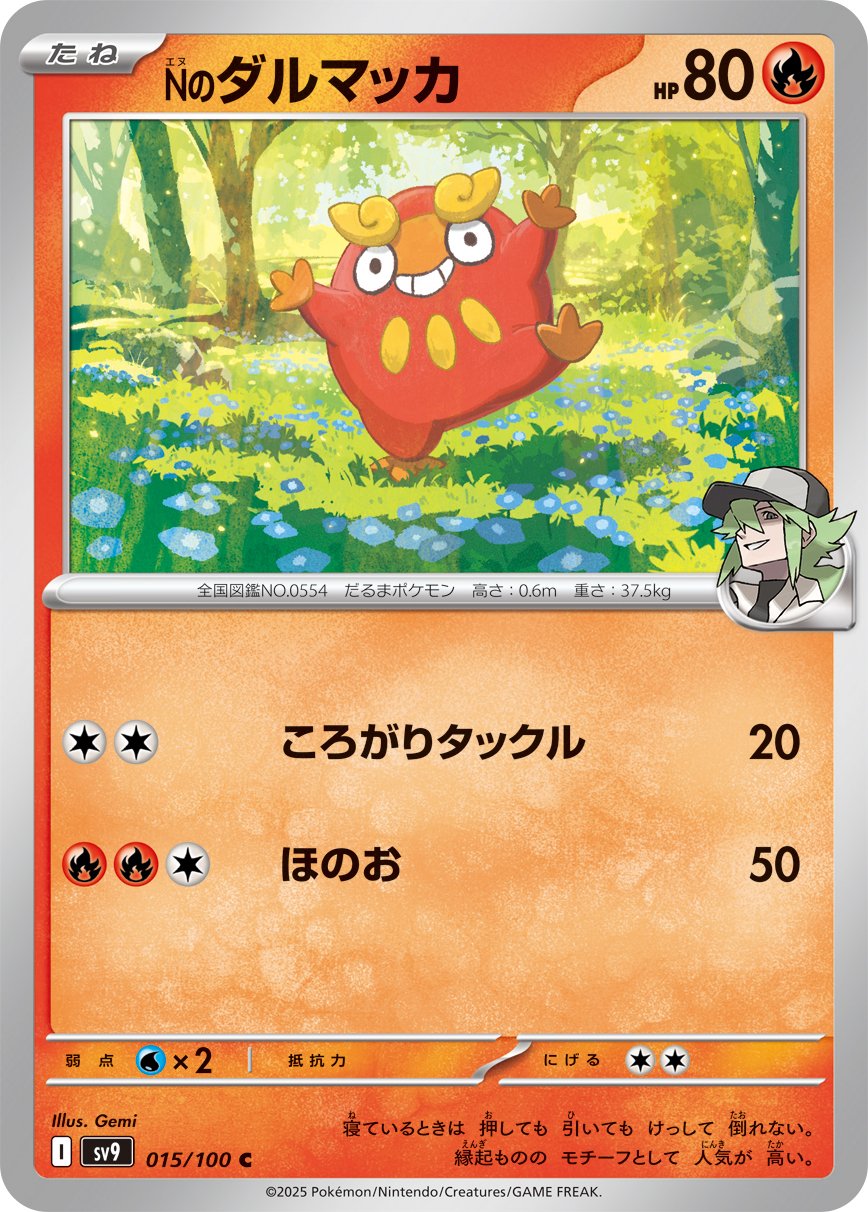 たね
エヌ
Nのダルマッカ HP80
全国図鑑NO.0554 だるまポケモン 高さ:0.6m 重さ:37.5kg
ころがりタックル 20
ほのお 50
弱点 ×2 抵抗力 にげる
Illus. Gemi
I sv9 015/100 C
ね お ひ たお
寝ているときは 押しても 引いても けっして 倒れない。
えんぎ にんき たか
縁起ものの モチーフとして 人気が 高い。
©2025 Pokémon/Nintendo/Creatures/GAME FREAK.